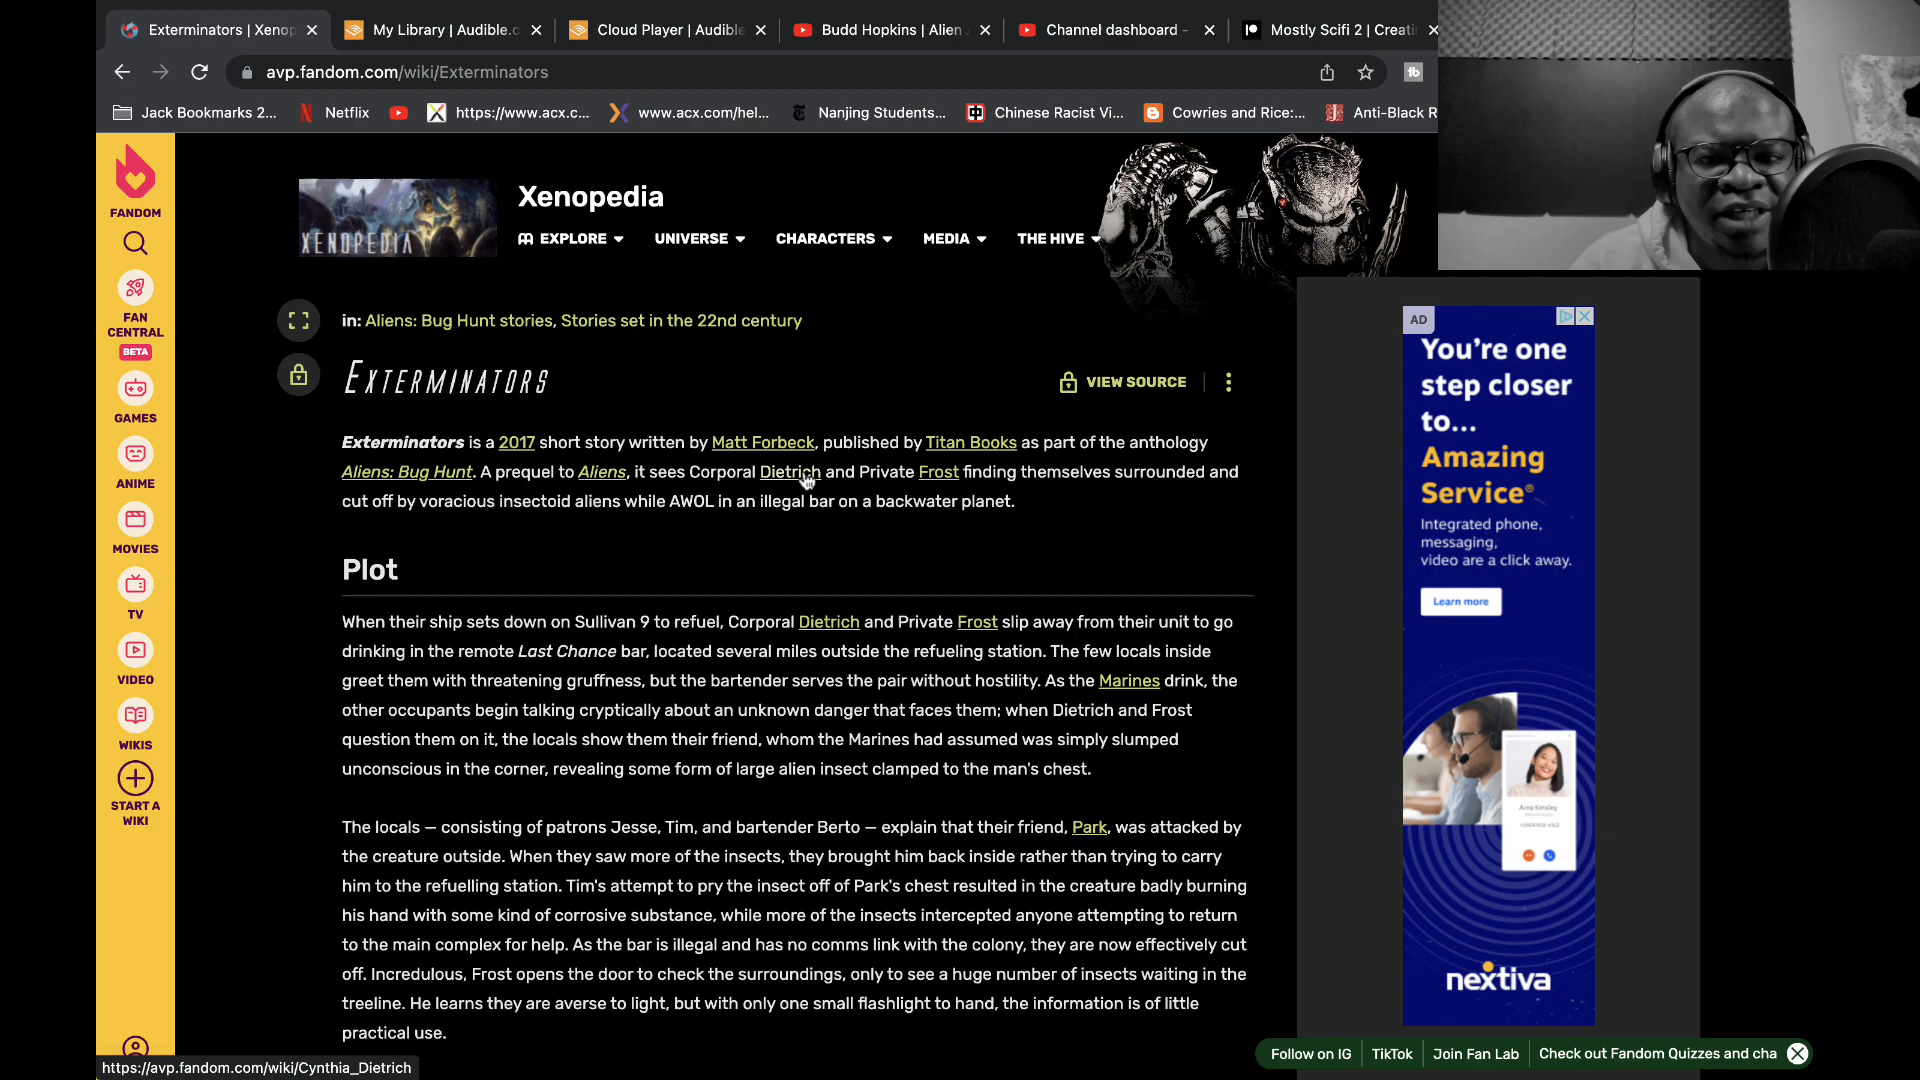 Exterminators | Xenop
My Library | Audible.c
Cloud Player | Audible
Budd Hopkins | Alien
Channel dashboard -
Mostly Scifi 2 | Creati
avp.fandom.com/wiki/Exterminators
Jack Bookmarks 2...
Netflix
https://www.acx.c...
www.acx.com/hel...
Nanjing Students...
Chinese Racist Vi...
Cowries and Rice:...
Anti-Black R
FANDOM
FAN CENTRAL
BETA
GAMES
ANIME
MOVIES
TV
VIDEO
WIKIS
START A WIKI
XENOPEDIA
Xenopedia
EXPLORE
UNIVERSE
CHARACTERS
MEDIA
THE HIVE
in: Aliens: Bug Hunt stories, Stories set in the 22nd century
EXTERMINATORS
VIEW SOURCE
Exterminators is a 2017 short story written by Matt Forbeck, published by Titan Books as part of the anthology
Aliens: Bug Hunt. A prequel to Aliens, it sees Corporal Dietrich and Private Frost finding themselves surrounded and
cut off by voracious insectoid aliens while AWOL in an illegal bar on a backwater planet.
Plot
When their ship sets down on Sullivan 9 to refuel, Corporal Dietrich and Private Frost slip away from their unit to go
drinking in the remote Last Chance bar, located several miles outside the refueling station. The few locals inside
greet them with threatening gruffness, but the bartender serves the pair without hostility. As the Marines drink, the
other occupants begin talking cryptically about an unknown danger that faces them; when Dietrich and Frost
question them on it, the locals show them their friend, whom the Marines had assumed was simply slumped
unconscious in the corner, revealing some form of large alien insect clamped to the man's chest.
The locals — consisting of patrons Jesse, Tim, and bartender Berto — explain that their friend, Park, was attacked by
the creature outside. When they saw more of the insects, they brought him back inside rather than trying to carry
him to the refuelling station. Tim's attempt to pry the insect off of Park's chest resulted in the creature badly burning
his hand with some kind of corrosive substance, while more of the insects intercepted anyone attempting to return
to the main complex for help. As the bar is illegal and has no comms link with the colony, they are now effectively cut
off. Incredulous, Frost opens the door to check the surroundings, only to see a huge number of insects waiting in the
treeline. He learns they are averse to light, but with only one small flashlight to hand, the information is of little
practical use.
AD
You're one
step closer
to...
Amazing
Service®
Integrated phone,
messaging,
video are a click away.
Learn more
nextiva
Follow on IG
TikTok
Join Fan Lab
Check out Fandom Quizzes and cha
https://avp.fandom.com/wiki/Cynthia_Dietrich